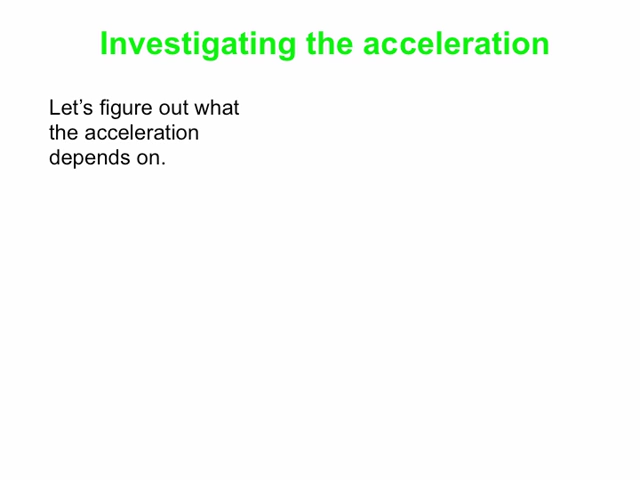 Investigating the acceleration
Let’s figure out what
the acceleration
depends on.